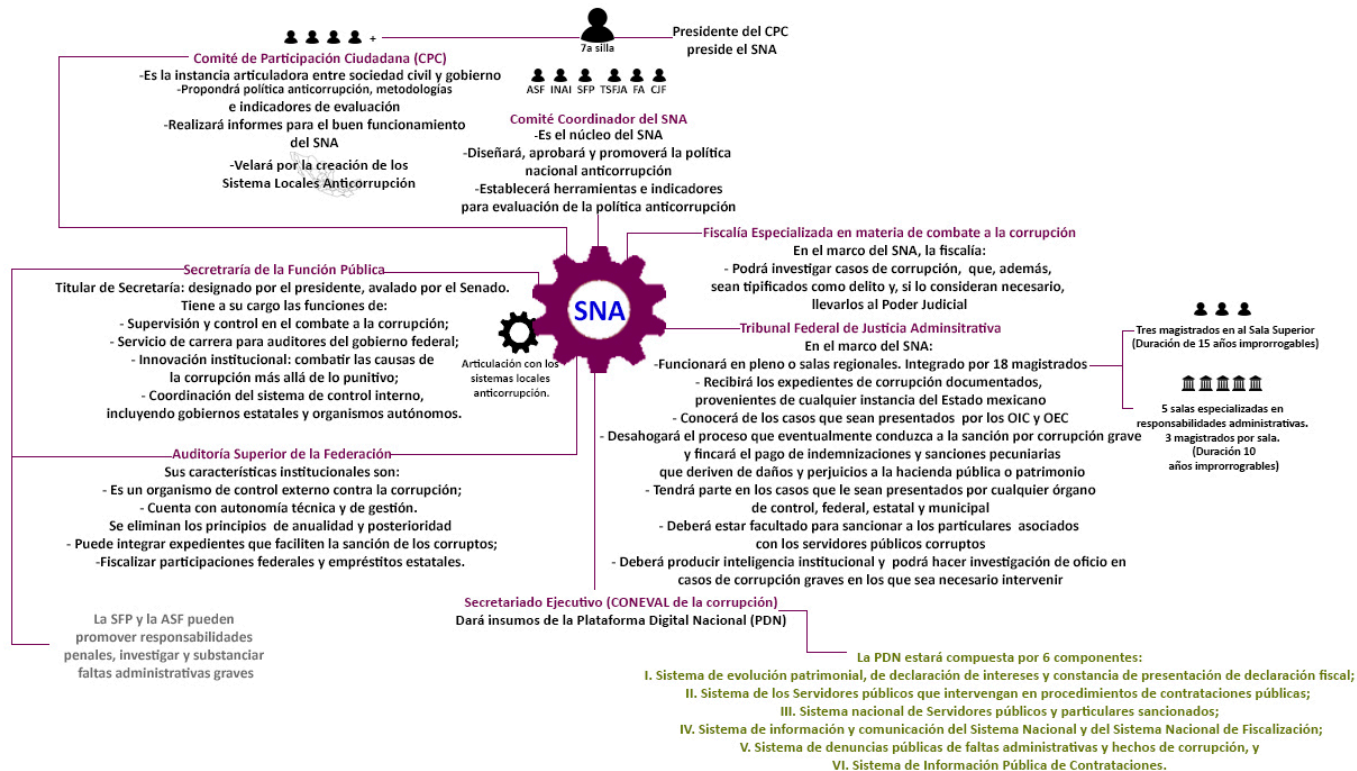 +
7a silla
Presidente del CPC
preside el SNA
Comité de Participación Ciudadana (CPC)
-Es la instancia articuladora entre sociedad civil y gobierno
-Propondrá política anticorrupción, metodologías
e indicadores de evaluación
-Realizará informes para el buen funcionamiento
del SNA
-Velará por la creación de los
Sistema Locales Anticorrupción
ASF INAI SFP TSFJA FA CJF
Comité Coordinador del SNA
-Es el núcleo del SNA
-Diseñará, aprobará y promoverá la política
nacional anticorrupción
-Establecerá herramientas e indicadores
para evaluación de la política anticorrupción
Fiscalía Especializada en materia de combate a la corrupción
En el marco del SNA, la fiscalía:
- Podrá investigar casos de corrupción, que, además,
sean tipificados como delito y, si lo consideran necesario,
llevarlos al Poder Judicial
Secretraría de la Función Pública
Titular de Secretaría: designado por el presidente, avalado por el Senado.
Tiene a su cargo las funciones de:
- Supervisión y control en el combate a la corrupción;
- Servicio de carrera para auditores del gobierno federal;
- Innovación institucional: combatir las causas de
la corrupción más allá de lo punitivo;
- Coordinación del sistema de control interno,
incluyendo gobiernos estatales y organismos autónomos.
SNA
Articulación con los
sistemas locales
anticorrupción.
Tribunal Federal de Justicia Adminsitrativa
En el marco del SNA:
-Funcionará en pleno o salas regionales. Integrado por 18 magistrados
- Recibirá los expedientes de corrupción documentados,
provenientes de cualquier instancia del Estado mexicano
- Conocerá de los casos que sean presentados por los OIC y OEC
- Desahogará el proceso que eventualmente conduzca a la sanción por corrupción grave
y fincará el pago de indemnizaciones y sanciones pecuniarias
que deriven de daños y perjuicios a la hacienda pública o patrimonio
- Tendrá parte en los casos que le sean presentados por cualquier órgano
de control, federal, estatal y municipal
- Deberá estar facultado para sancionar a los particulares asociados
con los servidores públicos corruptos
- Deberá producir inteligencia institucional y podrá hacer investigación de oficio en
casos de corrupción graves en los que sea necesario intervenir
Tres magistrados en al Sala Superior
(Duración de 15 años improrrogables)
5 salas especializadas en
responsabilidades administrativas.
3 magistrados por sala.
(Duración 10
años improrrogrables)
Auditoría Superior de la Federación
Sus características institucionales son:
- Es un organismo de control externo contra la corrupción;
- Cuenta con autonomía técnica y de gestión.
Se eliminan los principios de anualidad y posterioridad
- Puede integrar expedientes que faciliten la sanción de los corruptos;
-Fiscalizar participaciones federales y empréstitos estatales.
La SFP y la ASF pueden
promover responsabilidades
penales, investigar y substanciar
faltas administrativas graves
Secretariado Ejecutivo (CONEVAL de la corrupción)
Dará insumos de la Plataforma Digital Nacional (PDN)
La PDN estará compuesta por 6 componentes:
I. Sistema de evolución patrimonial, de declaración de intereses y constancia de presentación de declaración fiscal;
II. Sistema de los Servidores públicos que intervengan en procedimientos de contrataciones públicas;
III. Sistema nacional de Servidores públicos y particulares sancionados;
IV. Sistema de información y comunicación del Sistema Nacional y del Sistema Nacional de Fiscalización;
V. Sistema de denuncias públicas de faltas administrativas y hechos de corrupción, y
VI. Sistema de Información Pública de Contrataciones.